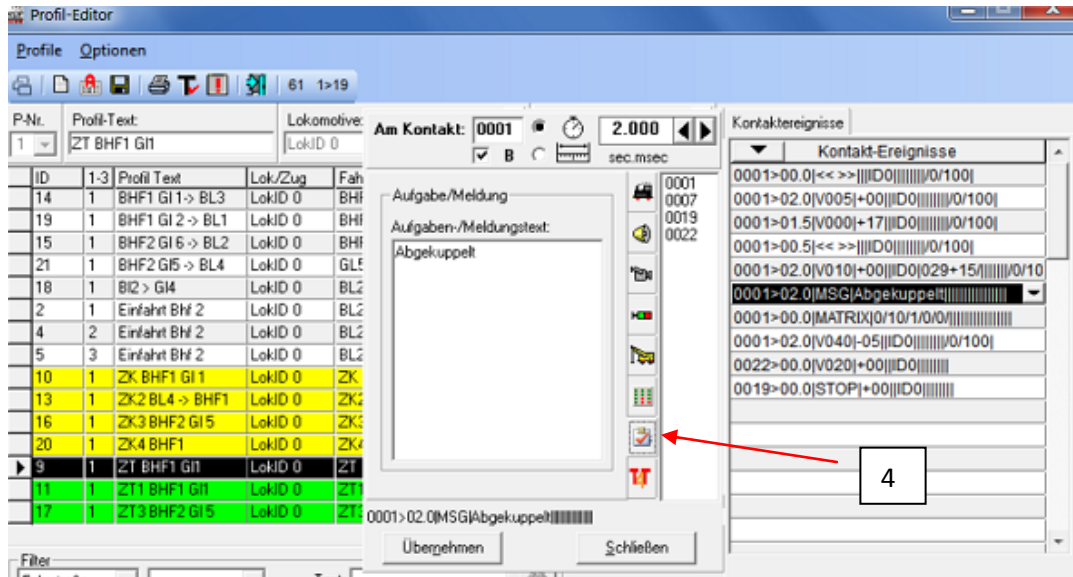 Profil-Editor
Profile Optionen
61 1>19
P-Nr. Profil-Text: Lokomotive:
1 ZT BHF1 Gl1 LokID 0
ID 1-3 Profil Text Lok/Zug Fah
14 1 BHF1 Gl 1-> BL3 LokID 0 BHF
19 1 BHF1 Gl 2 -> BL1 LokID 0 BHF
15 1 BHF2 Gl 6 -> BL2 LokID 0 BHF
21 1 BHF2 Gl5 -> BL4 LokID 0 GL5
18 1 Bl2 > Gl4 LokID 0 BL2
2 1 Einfahrt Bhf 2 LokID 0 BL2
4 2 Einfahrt Bhf 2 LokID 0 BL2
5 3 Einfahrt Bhf 2 LokID 0 BL2
10 1 ZK BHF1 Gl 1 LokID 0 ZK
13 1 ZK2 BL4 -> BHF1 LokID 0 ZK2
16 1 ZK3 BHF2 Gl 5 LokID 0 ZK3
20 1 ZK4 BHF1 LokID 0 ZK4
9 1 ZT BHF1 Gl1 LokID 0 ZT
11 1 ZT1 BHF1 Gl1 LokID 0 ZT1
17 1 ZT3 BHF2 Gl 5 LokID 0 ZT3
Filter
Am Kontakt: 0001 2.000
B sec.msec
Aufgabe/Meldung
Aufgaben-/Meldungstext:
Abgekuppelt
0001
0007
0019
0022
0001>02.0|MSG|Abgekuppelt|||||||||||||||
Übernehmen Schließen
Kontaktereignisse
Kontakt-Ereignisse
0001>00.0|<< >>|||ID0||||||||/0/100|
0001>02.0|V005|+00||ID0||||||||/0/100|
0001>01.5|V000|+17||ID0||||||||/0/100|
0001>00.5|<< >>|||ID0||||||||/0/100|
0001>02.0|V010|+00||ID0|029+15/|||||||/0/10
0001>02.0|MSG|Abgekuppelt|||||||||||||||
0001>00.0|MATRIX|0/10/1/0/0/|||||||||||||||
0001>02.0|V040|-05||ID0||||||||/0/100|
0022>00.0|V020|+00||ID0||||||||
0019>00.0|STOP|+00||ID0||||||||
4